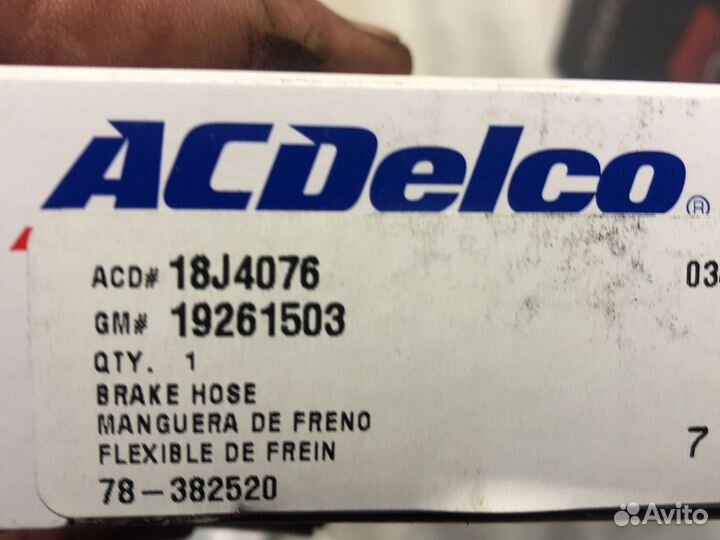 ACDelco®
ACD# 18J4076
GM# 19261503
QTY. 1
BRAKE HOSE
MANGUERA DE FRENO
FLEXIBLE DE FREIN
78-382520
7
Avito